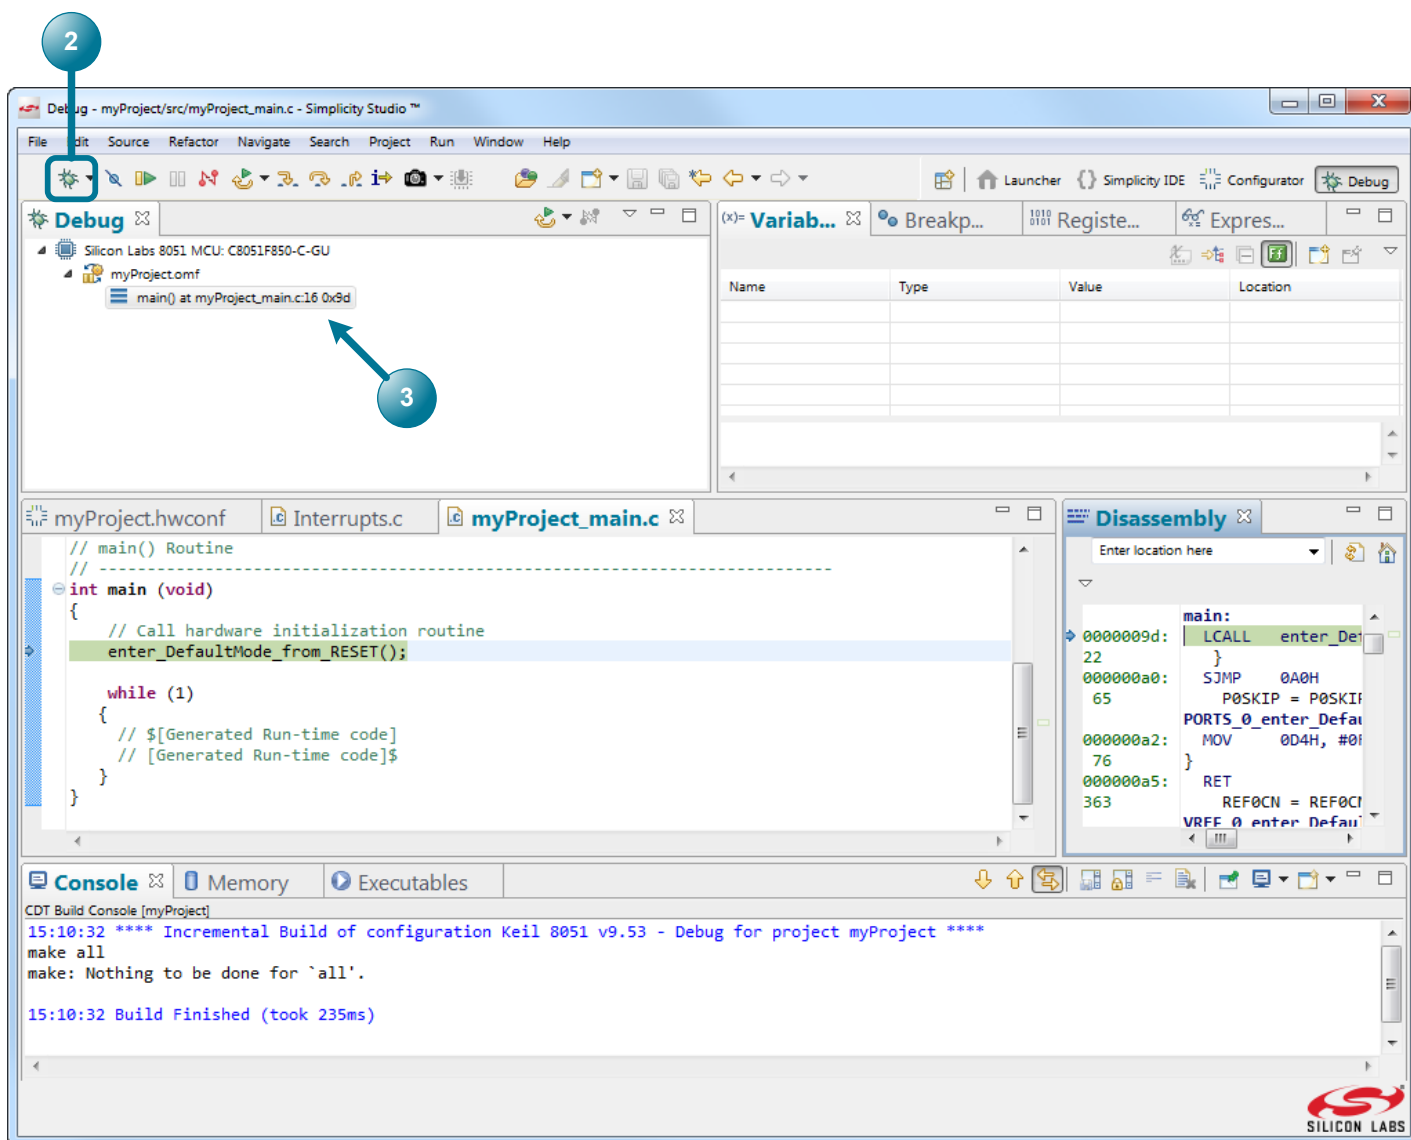 2
Debug - myProject/src/myProject_main.c - Simplicity Studio ™
File Edit Source Refactor Navigate Search Project Run Window Help
Launcher Simplicity IDE Configurator Debug
Debug
Silicon Labs 8051 MCU: C8051F850-C-GU
myProject.omf
main() at myProject_main.c:16 0x9d
3
(x)= Variab... Breakp... 1010 0101 Registe... Expres...
Name Type Value Location
myProject.hwconf Interrupts.c myProject_main.c
// main() Routine
// ----------------------------------------------------------------------------
int main (void)
{
// Call hardware initialization routine
enter_DefaultMode_from_RESET();
while (1)
{
// $[Generated Run-time code]
// [Generated Run-time code]$
}
}
Disassembly
Enter location here
main:
0000009d: LCALL enter_De
22 }
000000a0: SJMP 0A0H
65 P0SKIP = P0SKIP
PORTS_0_enter_Defau
000000a2: MOV 0D4H, #0
76 }
000000a5: RET
363 REF0CN = REF0CN
VREF_0_enter_Defaul
Console Memory Executables
CDT Build Console [myProject]
15:10:32 **** Incremental Build of configuration Keil 8051 v9.53 - Debug for project myProject ****
make all
make: Nothing to be done for `all'.
15:10:32 Build Finished (took 235ms)
SILICON LABS